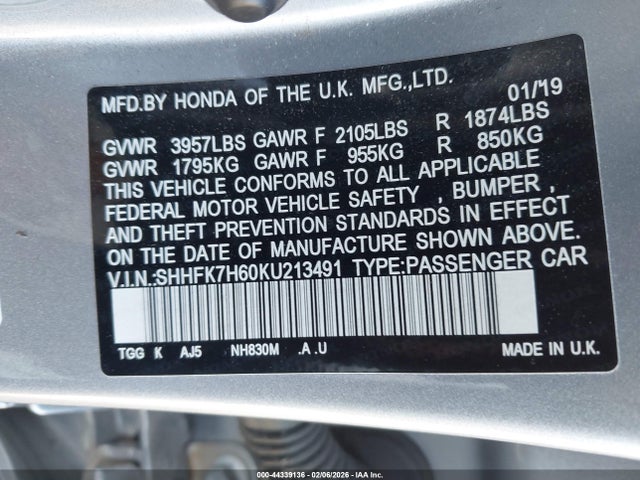 MFD.BY HONDA OF THE U.K. MFG.,LTD. 01/'19
GVWR 3957LBS GAWR F 2105LBS R 1874LBS
GVWR 1795KG GAWR F 955KG R 850KG
THIS VEHICLE CONFORMS TO ALL APPLICABLE
FEDERAL MOTOR VEHICLE SAFETY , BUMPER ,
AND THEFT PREVENTION STANDARDS IN EFFECT
ON THE DATE OF MANUFACTURE SHOWN ABOVE.
V.I.N.:SHHFK7H60KU213491 TYPE:PASSENGER CAR
TGG K AJ5 NH830M .A .U MADE IN U.K.
000-44339136 - 02/06/2026 - IAA Inc.